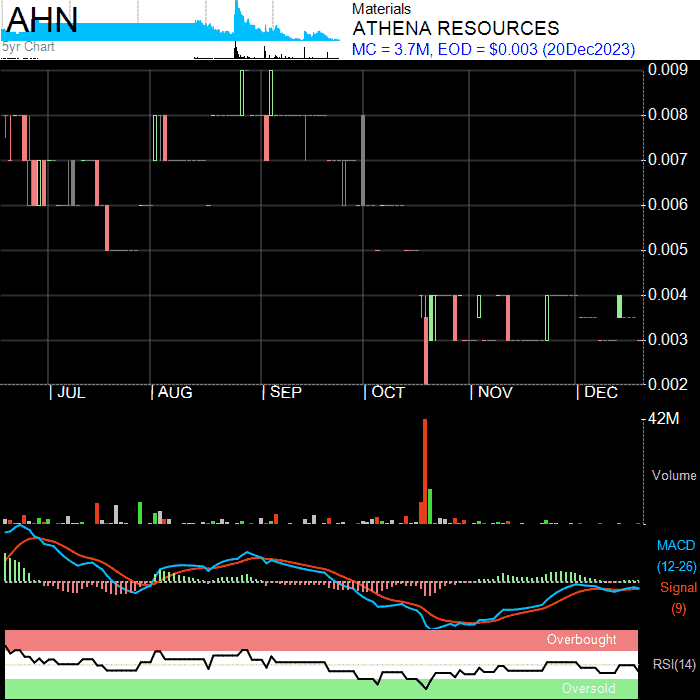 AHN
5yr Chart
Materials
ATHENA RESOURCES
MC = 3.7M, EOD = $0.003 (20Dec2023)
0.009
0.008
0.007
0.006
0.005
0.004
0.003
0.002
JUL
AUG
SEP
OCT
NOV
DEC
42M
Volume
MACD
(12-26)
Signal
(9)
Overbought
RSI(14)
Oversold